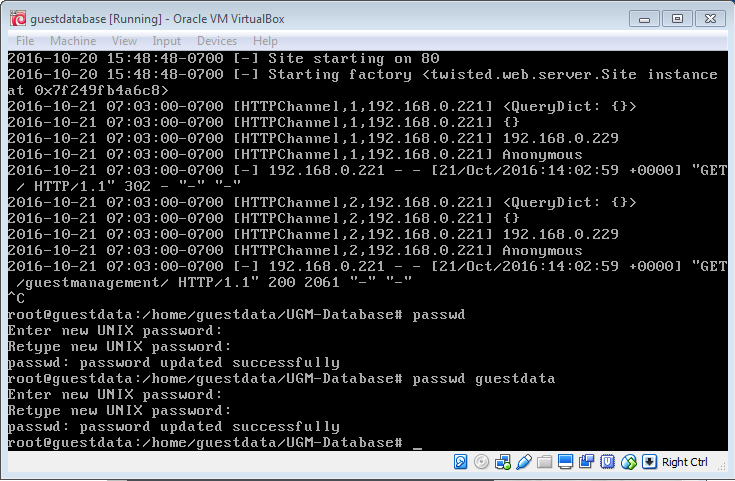 guestdatabase [Running] - Oracle VM VirtualBox
File Machine View Input Devices Help
2016-10-20 15:48:48-0700 [-] Site starting on 80
2016-10-20 15:48:48-0700 [-] Starting factory <twisted.web.server.Site instance
at 0x7f249fb4a6c8>
2016-10-21 07:03:00-0700 [HTTPChannel,1,192.168.0.221] <QueryDict: {}>
2016-10-21 07:03:00-0700 [HTTPChannel,1,192.168.0.221] {}
2016-10-21 07:03:00-0700 [HTTPChannel,1,192.168.0.221] 192.168.0.229
2016-10-21 07:03:00-0700 [HTTPChannel,1,192.168.0.221] Anonymous
2016-10-21 07:03:00-0700 [-] 192.168.0.221 - - [21/Oct/2016:14:02:59 +0000] "GET
/ HTTP/1.1" 302 - "-" "-"
2016-10-21 07:03:00-0700 [HTTPChannel,2,192.168.0.221] <QueryDict: {}>
2016-10-21 07:03:00-0700 [HTTPChannel,2,192.168.0.221] {}
2016-10-21 07:03:00-0700 [HTTPChannel,2,192.168.0.221] 192.168.0.229
2016-10-21 07:03:00-0700 [HTTPChannel,2,192.168.0.221] Anonymous
2016-10-21 07:03:00-0700 [-] 192.168.0.221 - - [21/Oct/2016:14:02:59 +0000] "GET
/guestmanagement/ HTTP/1.1" 200 2061 "-" "-"
^C
root@guestdata:/home/guestdata/UGM-Database# passwd
Enter new UNIX password:
Retype new UNIX password:
passwd: password updated successfully
root@guestdata:/home/guestdata/UGM-Database# passwd guestdata
Enter new UNIX password:
Retype new UNIX password:
passwd: password updated successfully
root@guestdata:/home/guestdata/UGM-Database# _
Right Ctrl